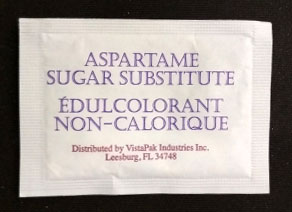 ASPARTAME
SUGAR SUBSTITUTE
ÉDULCOLORANT
NON-CALORIQUE
Distributed by VistaPak Industries Inc.
Leesburg, FL 34748